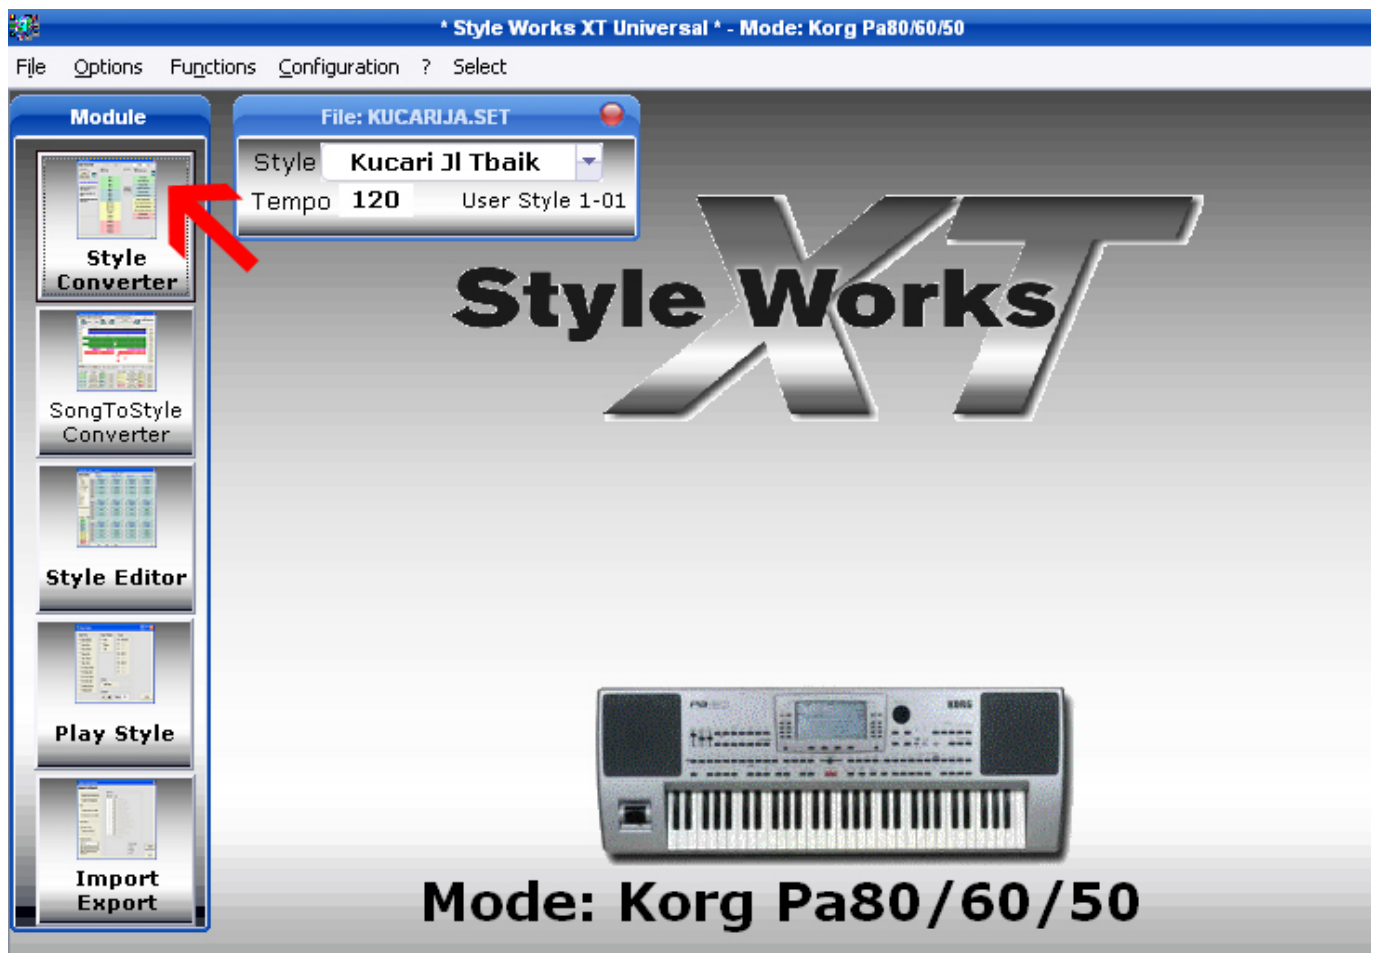 * Style Works XT Universal * - Mode: Korg Pa80/60/50
File Options Functions Configuration ? Select
Module
Style
Converter
SongToStyle
Converter
Style Editor
Play Style
Import
Export
File: KUCARIJA.SET
Style Kucari Jl Tbaik
Tempo 120 User Style 1-01
Style Works
XT
KORG
Mode: Korg Pa80/60/50